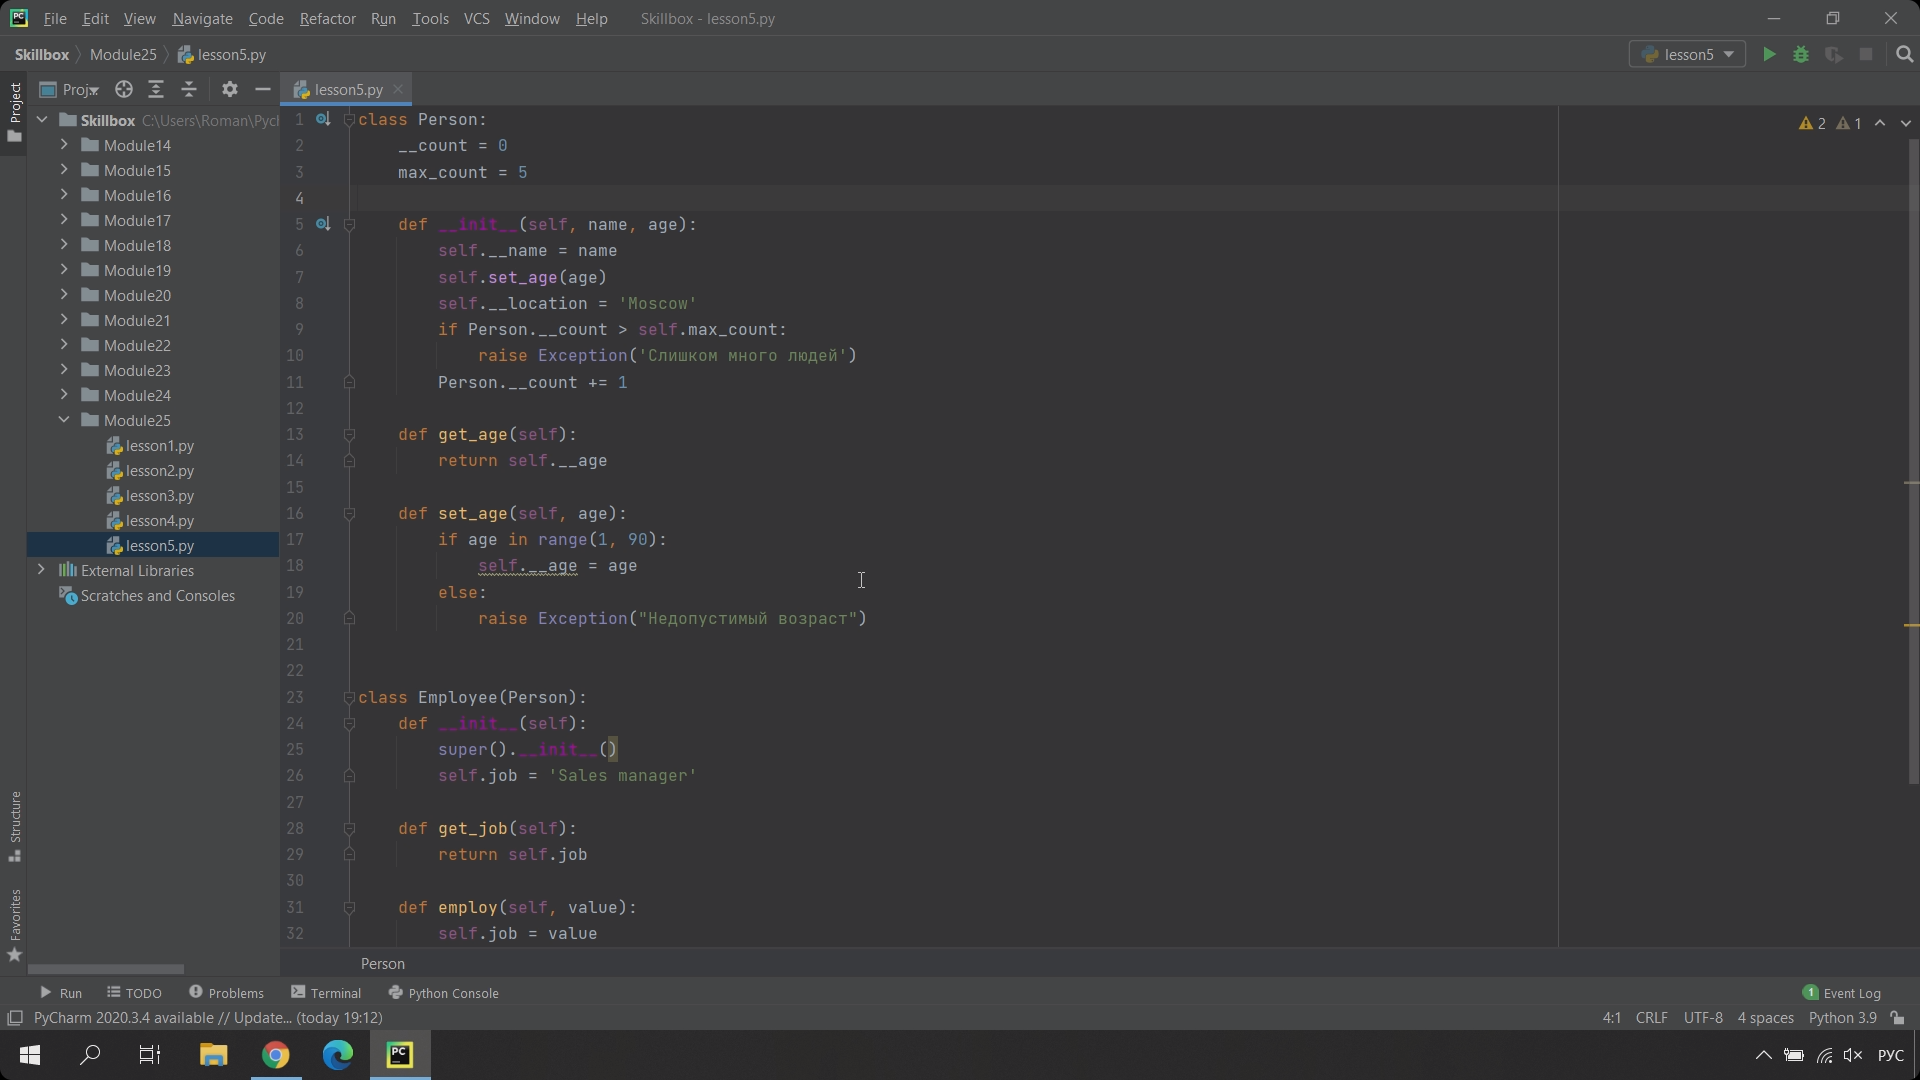 File Edit View Navigate Code Refactor Run Tools VCS Window Help Skillbox - lesson5.py
Skillbox Module25 lesson5.py lesson5
Project
Proj lesson5.py
Skillbox C:\Users\Roman\Pycl
Module14
Module15
Module16
Module17
Module18
Module19
Module20
Module21
Module22
Module23
Module24
Module25
lesson1.py
lesson2.py
lesson3.py
lesson4.py
lesson5.py
External Libraries
Scratches and Consoles
Structure
Favorites
2 1
1 class Person:
2 __count = 0
3 max_count = 5
4
5 def __init__(self, name, age):
6 self.__name = name
7 self.set_age(age)
8 self.__location = 'Moscow'
9 if Person.__count > self.max_count:
10 raise Exception('Слишком много людей')
11 Person.__count += 1
12
13 def get_age(self):
14 return self.__age
15
16 def set_age(self, age):
17 if age in range(1, 90):
18 self.__age = age
19 else:
20 raise Exception("Недопустимый возраст")
21
22
23 class Employee(Person):
24 def __init__(self):
25 super().__init__()
26 self.job = 'Sales manager'
27
28 def get_job(self):
29 return self.job
30
31 def employ(self, value):
32 self.job = value
Person
Run TODO Problems Terminal Python Console 1 Event Log
PyCharm 2020.3.4 available // Update... (today 19:12) 4:1 CRLF UTF-8 4 spaces Python 3.9
PC РУС